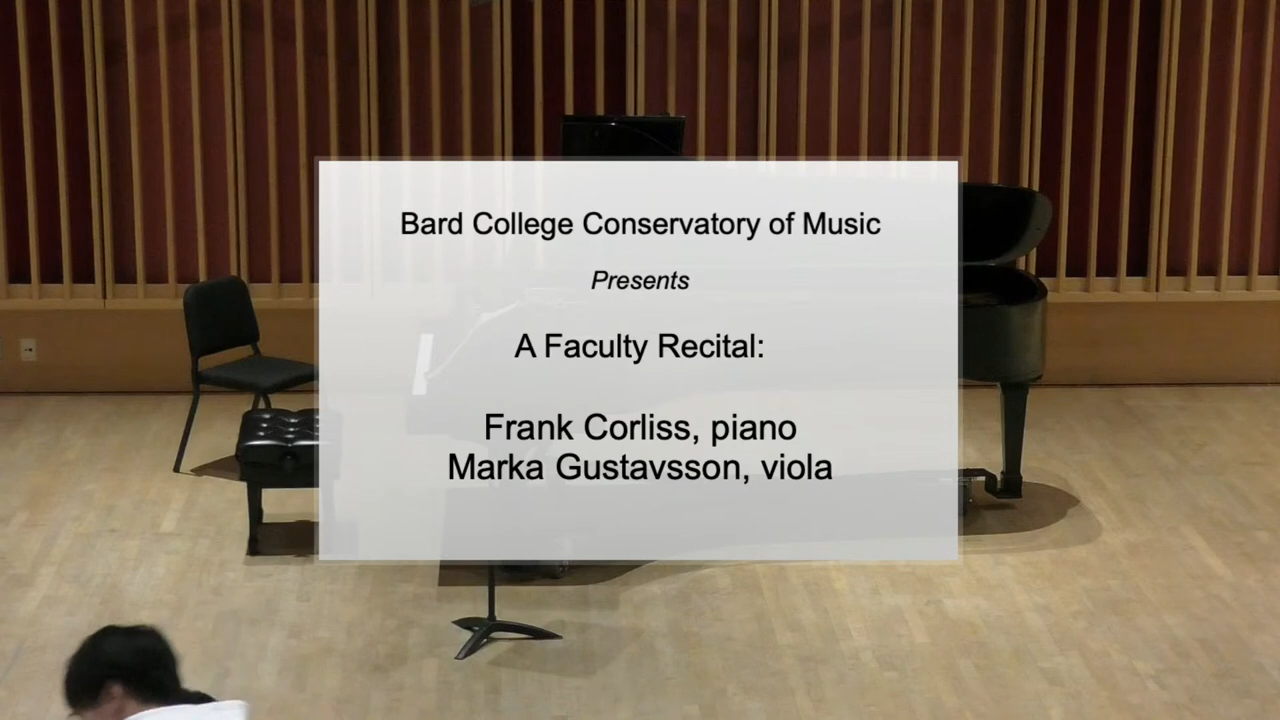 Bard College Conservatory of Music
Presents
A Faculty Recital:
Frank Corliss, piano
Marka Gustavsson, viola